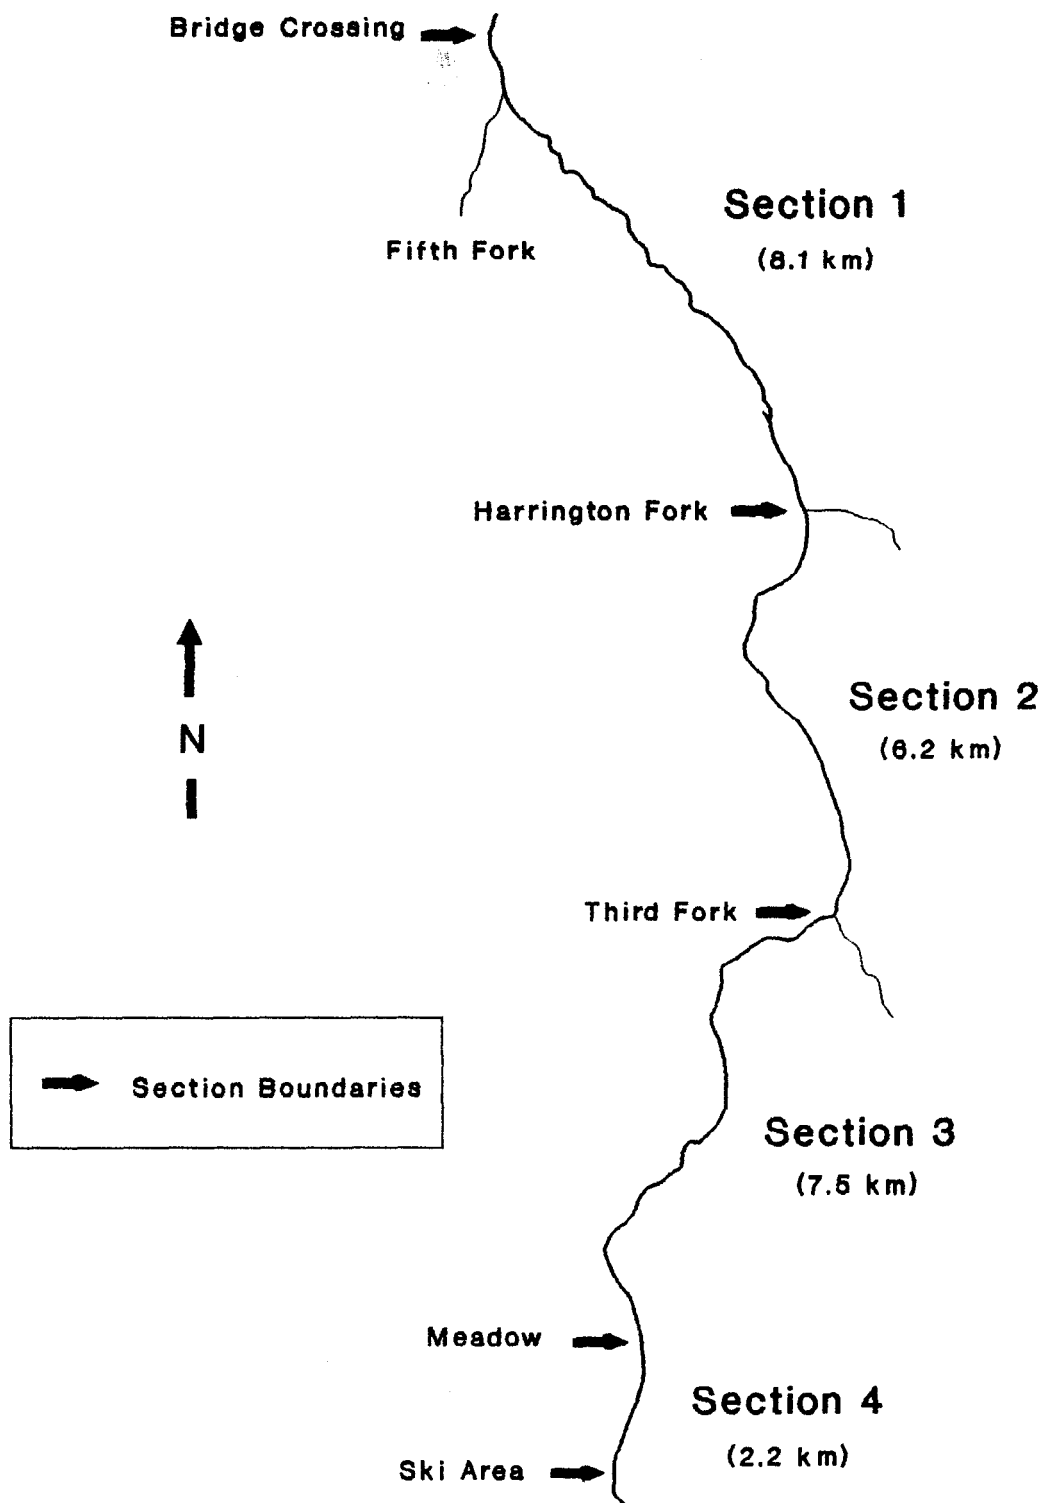 Bridge Crossing
Section 1
(8.1 km)
Fifth Fork
Harrington Fork
N
Section 2
(6.2 km)
Third Fork
Section Boundaries
Section 3
(7.5 km)
Meadow
Section 4
(2.2 km)
Ski Area